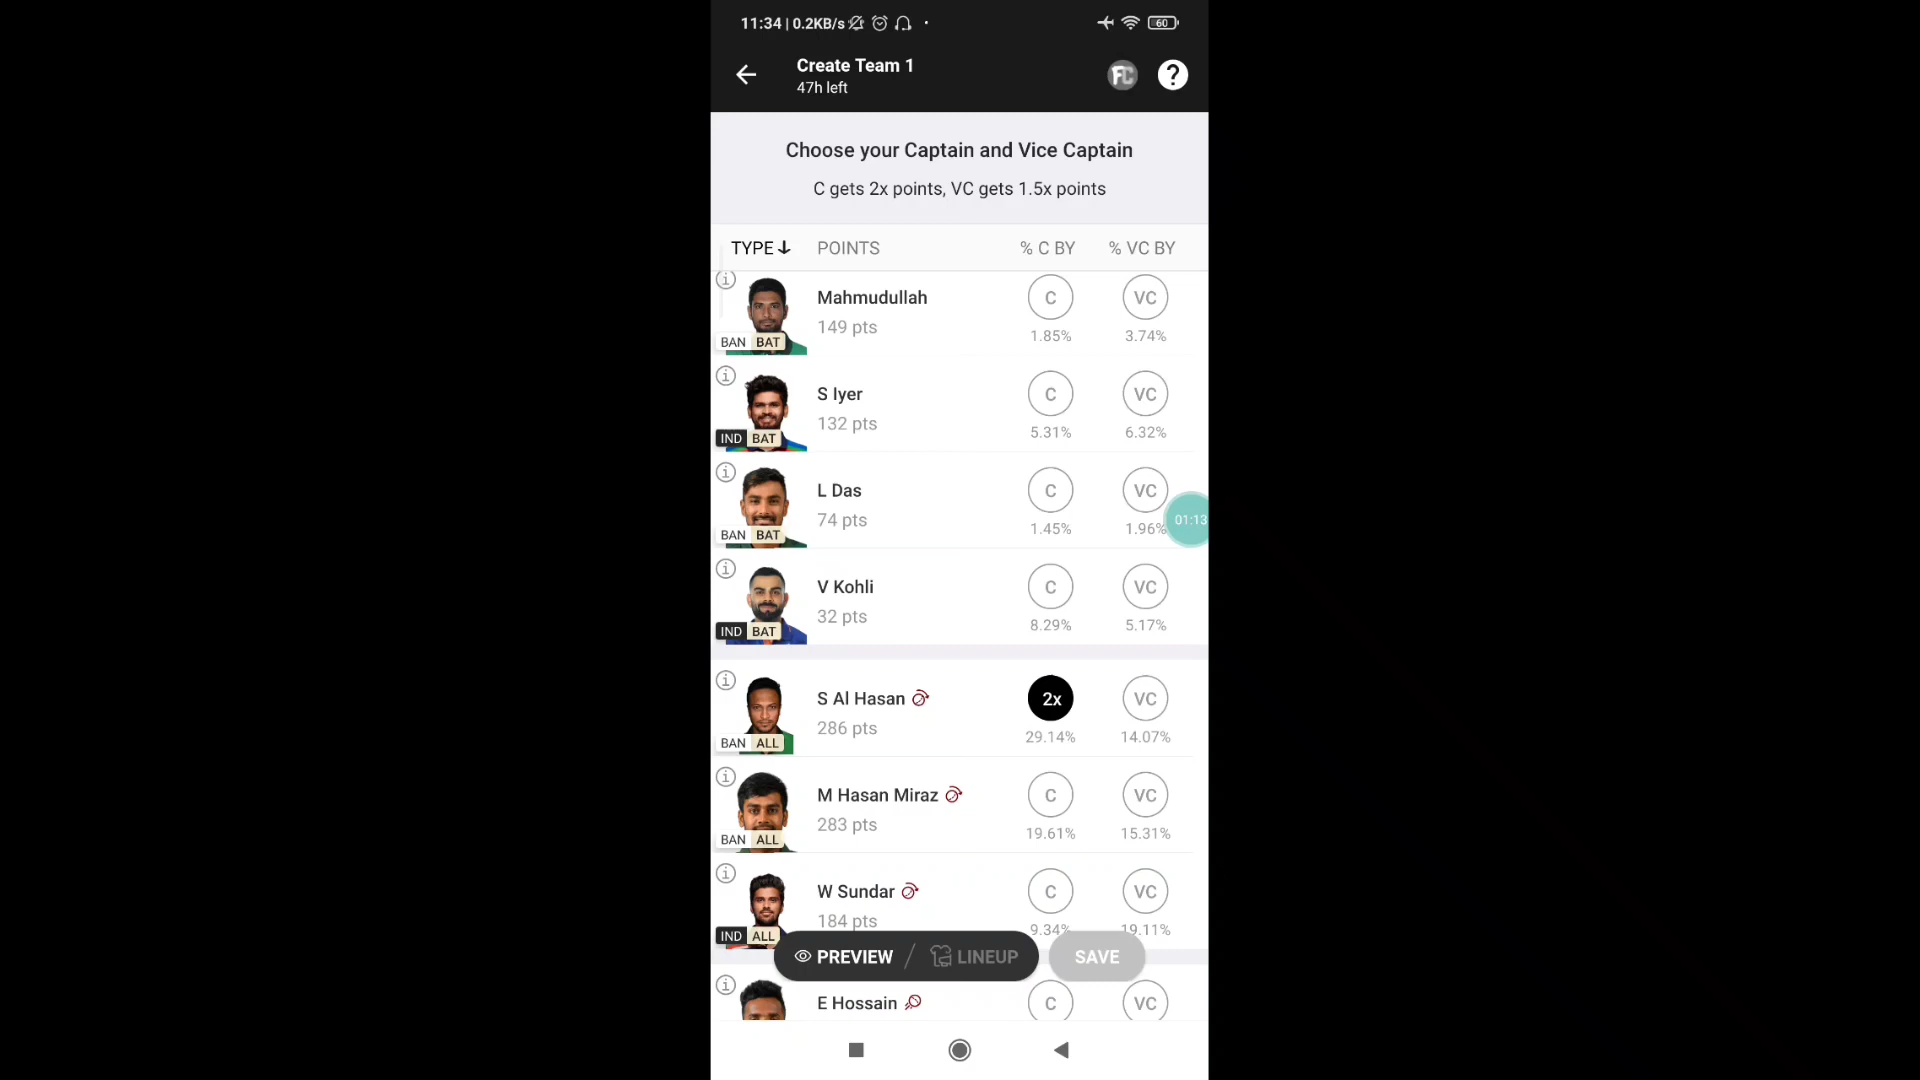 11:34 | 0.2KB/s
60
Create Team 1
47h left
FC
?
Choose your Captain and Vice Captain
C gets 2x points, VC gets 1.5x points
TYPE POINTS % C BY % VC BY
Mahmudullah C VC
149 pts 1.85% 3.74%
BAN BAT
S Iyer C VC
132 pts 5.31% 6.32%
IND BAT
L Das C VC
74 pts 1.45% 1.96%
BAN BAT
01:13
V Kohli C VC
32 pts 8.29% 5.17%
IND BAT
S Al Hasan 2x VC
286 pts 29.14% 14.07%
BAN ALL
M Hasan Miraz C VC
283 pts 19.61% 15.31%
BAN ALL
W Sundar C VC
184 pts 9.34% 19.11%
IND ALL
PREVIEW / LINEUP SAVE
E Hossain C VC